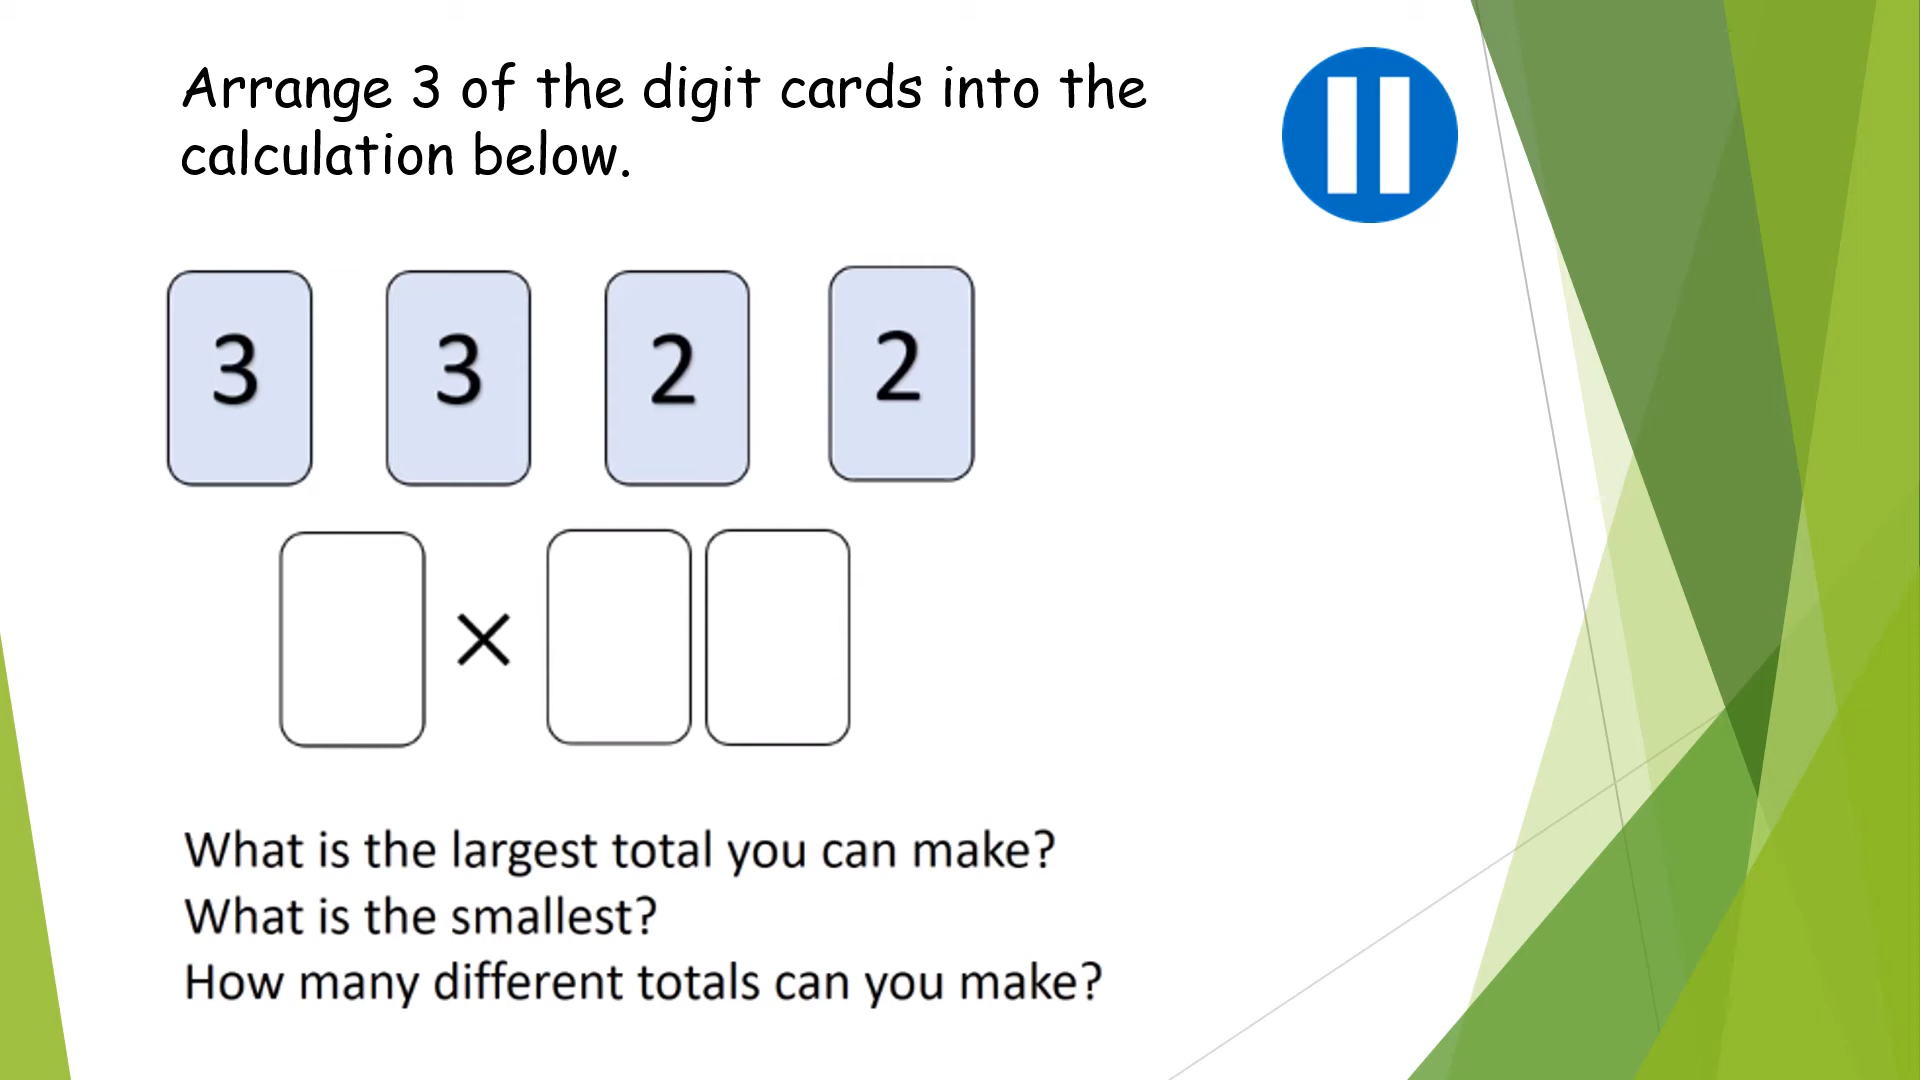 Arrange 3 of the digit cards into the
calculation below.
3 3 2 2
×
What is the largest total you can make?
What is the smallest?
How many different totals can you make?